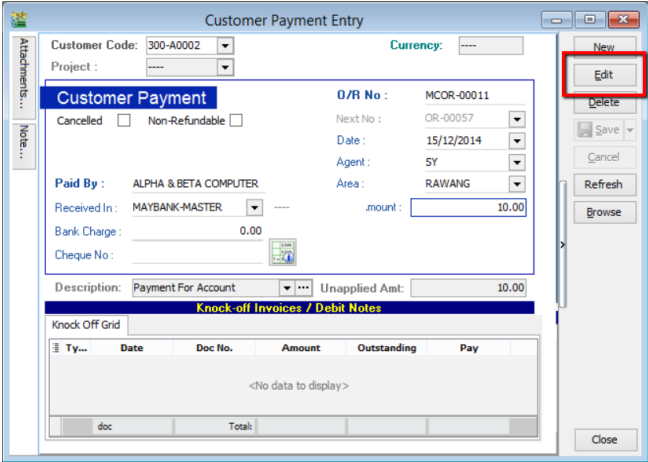 Customer Payment Entry
Attachments...
Note...
Customer Code: 300-A0002 Currency: ----
Project : ----
Customer Payment O/R No : MCOR-00011
Cancelled Non-Refundable Next No : OR-00057
Date : 15/12/2014
Agent : SY
Paid By : ALPHA & BETA COMPUTER Area : RAWANG
Received In : MAYBANK-MASTER ---- .mount : 10.00
Bank Charge : 0.00
Cheque No :
Description: Payment For Account Unapplied Amt: 10.00
Knock-off Invoices / Debit Notes
Knock Off Grid
Ty... Date Doc No. Amount Outstanding Pay
<No data to display>
doc Total:
New
Edit
Delete
Save
Cancel
Refresh
Browse
Close